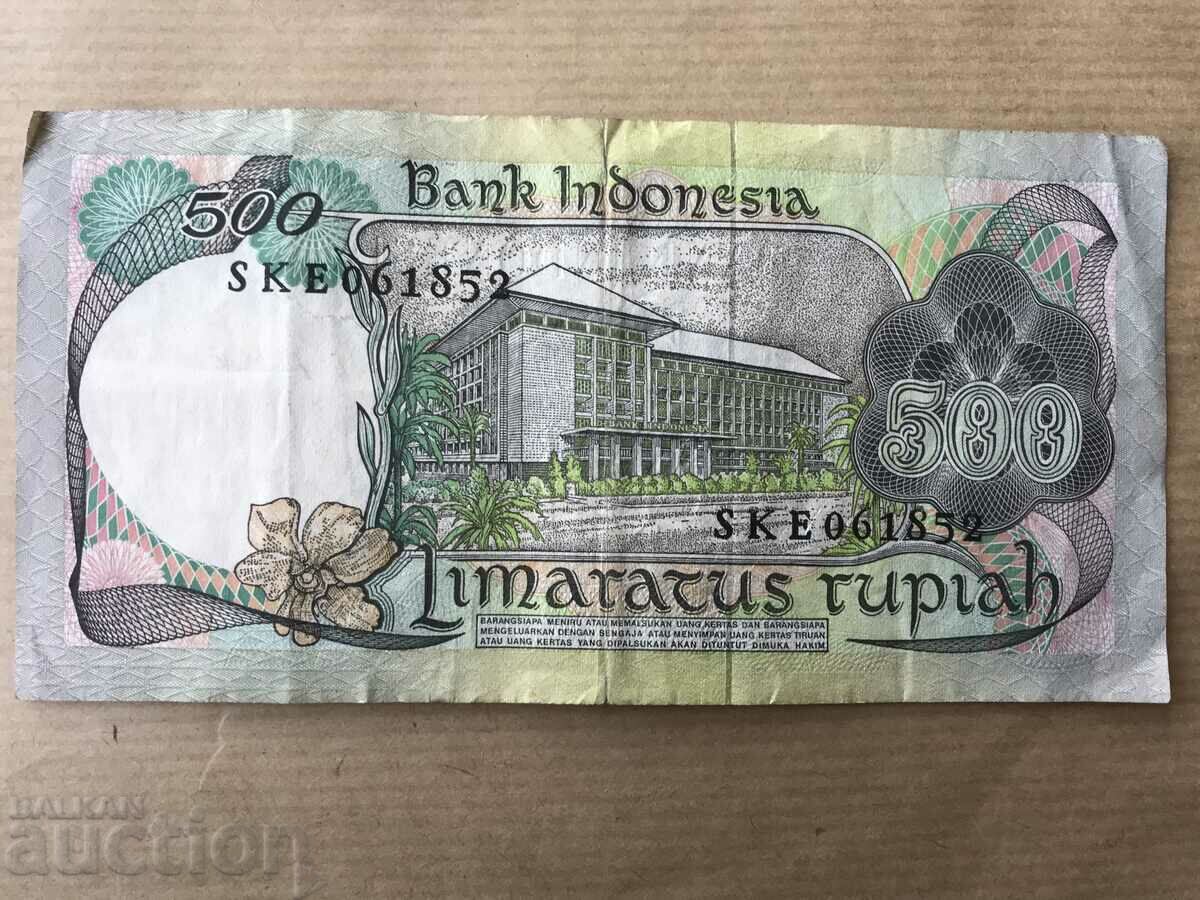 Bank Indonesia
500
SKE061852
BANK INDONESIA
500
SKE061852
Limaratus rupiah
BARANGSIAPA MENIRU ATAU MEMALSUKAN UANG KERTAS DAN BARANGSIAPA
MENGELUARKAN DENGAN SENGAJA ATAU MENYIMPAN UANG KERTAS TIRUAN
ATAU UANG KERTAS YANG DIPALSUKAN AKAN DITUNTUT DIMUKA HAKIM.
BALKAN
auction